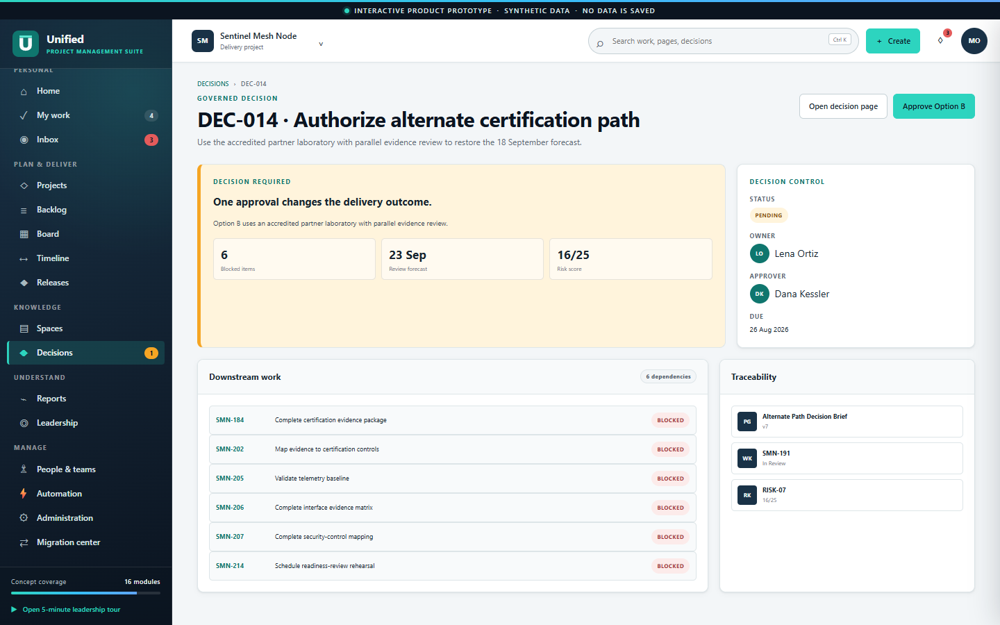 INTERACTIVE PRODUCT PROTOTYPE · SYNTHETIC DATA · NO DATA IS SAVED
Unified
PROJECT MANAGEMENT SUITE
PERSONAL
Home
My work 4
Inbox 3
PLAN & DELIVER
Projects
Backlog
Board
Timeline
Releases
KNOWLEDGE
Spaces
Decisions 1
UNDERSTAND
Reports
Leadership
MANAGE
People & teams
Automation
Administration
Migration center
Concept coverage 16 modules
Open 5-minute leadership tour
SM
Sentinel Mesh Node
Delivery project
Search work, pages, decisions
Ctrl K
+ Create
3
MO
DECISIONS › DEC-014
GOVERNED DECISION
DEC-014 · Authorize alternate certification path
Use the accredited partner laboratory with parallel evidence review to restore the 18 September forecast.
Open decision page
Approve Option B
DECISION REQUIRED
One approval changes the delivery outcome.
Option B uses an accredited partner laboratory with parallel evidence review.
6
Blocked items
23 Sep
Review forecast
16/25
Risk score
DECISION CONTROL
STATUS
PENDING
OWNER
LO Lena Ortiz
APPROVER
DK Dana Kessler
DUE
26 Aug 2026
Downstream work
6 dependencies
SMN-184 Complete certification evidence package BLOCKED
SMN-202 Map evidence to certification controls BLOCKED
SMN-205 Validate telemetry baseline BLOCKED
SMN-206 Complete interface evidence matrix BLOCKED
SMN-207 Complete security-control mapping BLOCKED
SMN-214 Schedule readiness-review rehearsal BLOCKED
Traceability
PG
Alternate Path Decision Brief
v7
WK
SMN-191
In Review
RK
RISK-07
16/25